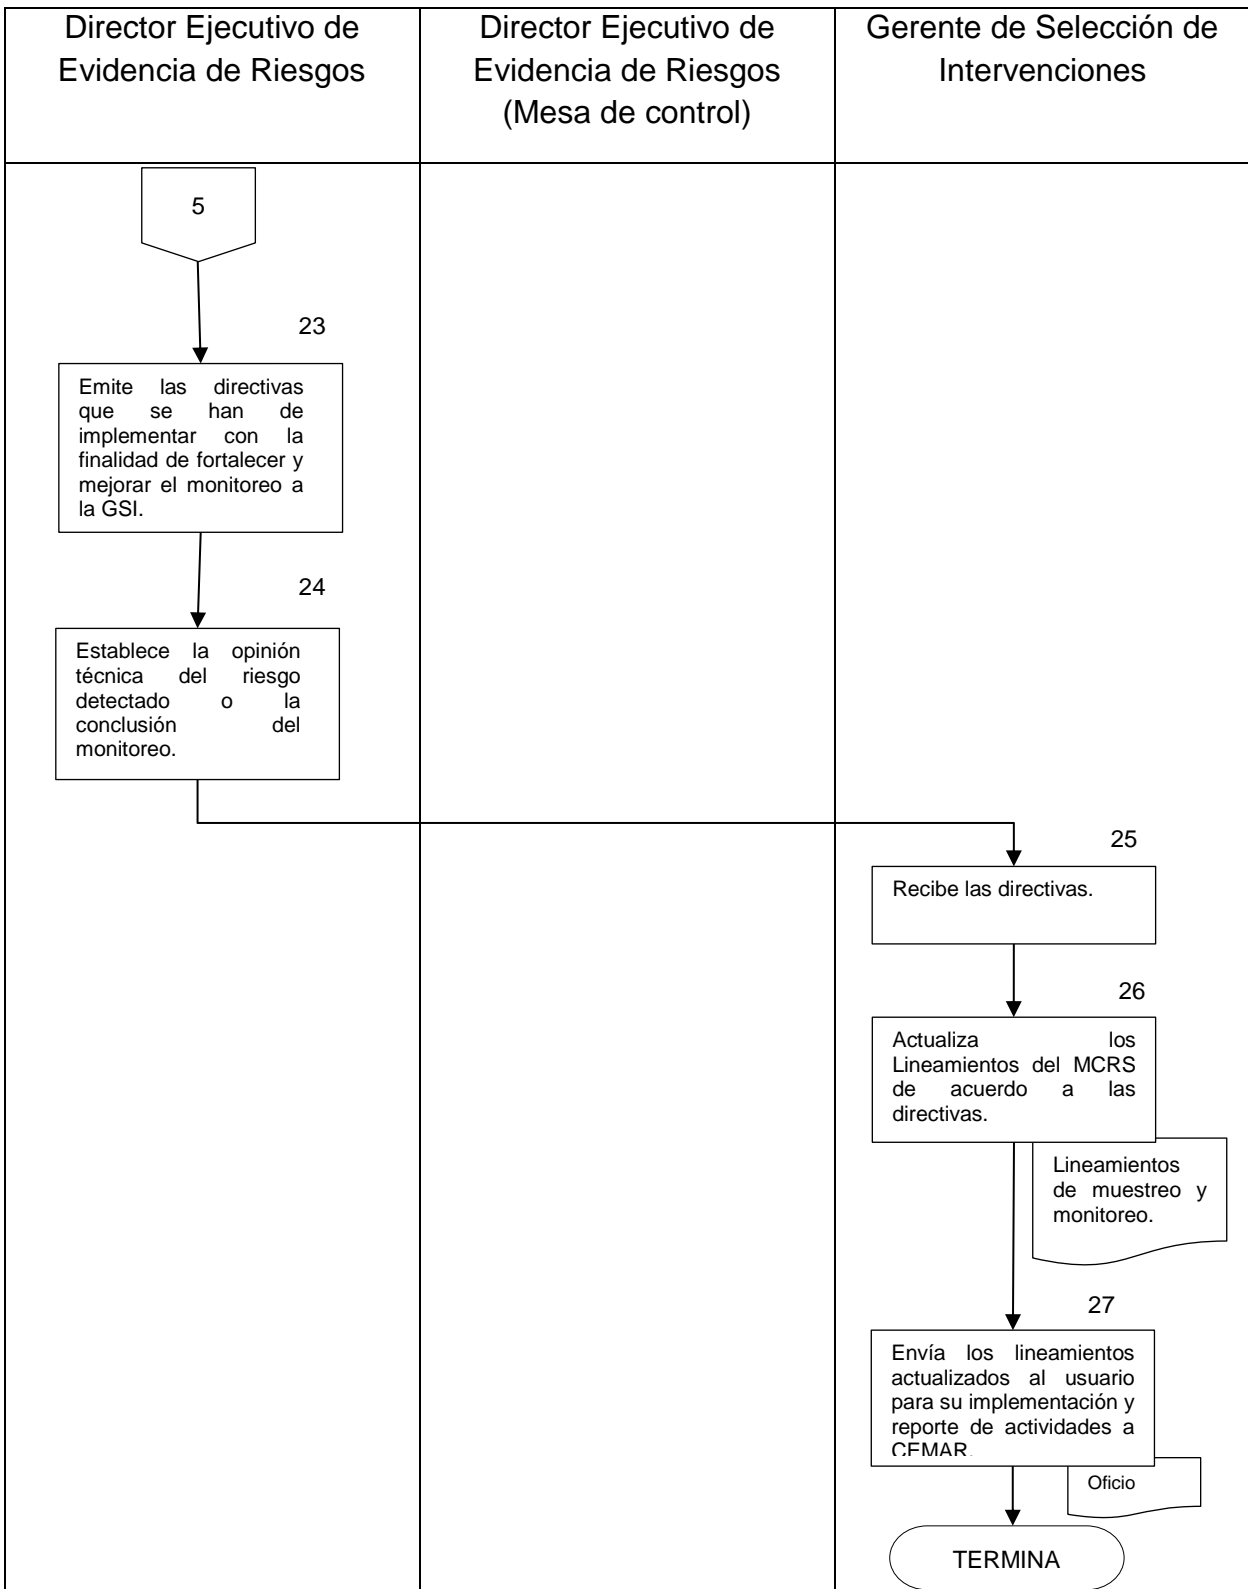 Director Ejecutivo de
Evidencia de Riesgos
Director Ejecutivo de
Evidencia de Riesgos
(Mesa de control)
Gerente de Selección de
Intervenciones
5
23
Emite las directivas
que se han de
implementar con la
finalidad de fortalecer y
mejorar el monitoreo a
la GSI.
24
Establece la opinión
técnica del riesgo
detectado o la
conclusión del
monitoreo.
25
Recibe las directivas.
26
Actualiza los
Lineamientos del MCRS
de acuerdo a las
directivas.
Lineamientos
de muestreo y
monitoreo.
27
Envía los lineamientos
actualizados al usuario
para su implementación y
reporte de actividades a
CEMAR.
Oficio
TERMINA